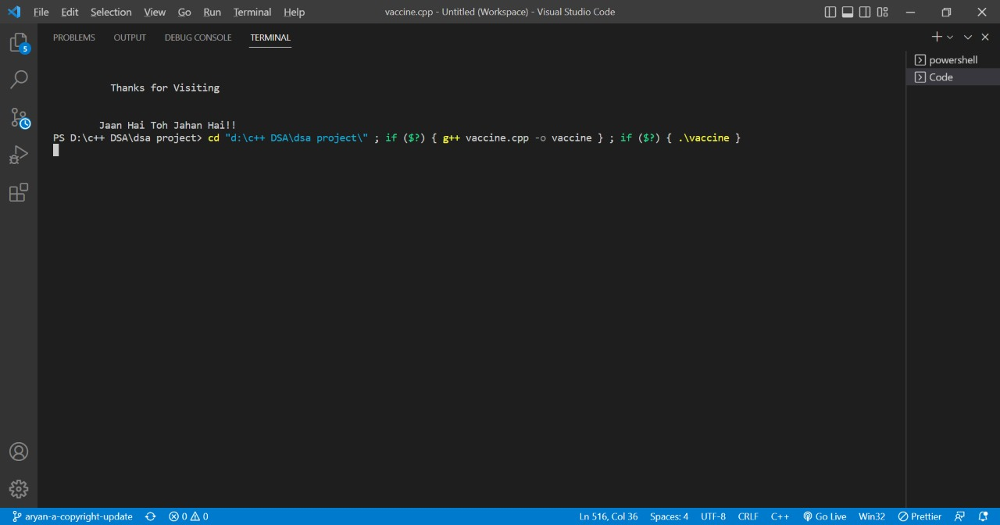 File Edit Selection View Go Run Terminal Help vaccine.cpp - Untitled (Workspace) - Visual Studio Code
5 PROBLEMS OUTPUT DEBUG CONSOLE TERMINAL
powershell
Code
Thanks for Visiting
Jaan Hai Toh Jahan Hai!!
PS D:\c++ DSA\dsa project> cd "d:\c++ DSA\dsa project\" ; if ($?) { g++ vaccine.cpp -o vaccine } ; if ($?) { .\vaccine }
aryan-a-copyright-update 0 0 Ln 516, Col 36 Spaces: 4 UTF-8 CRLF C++ Go Live Win32 Prettier